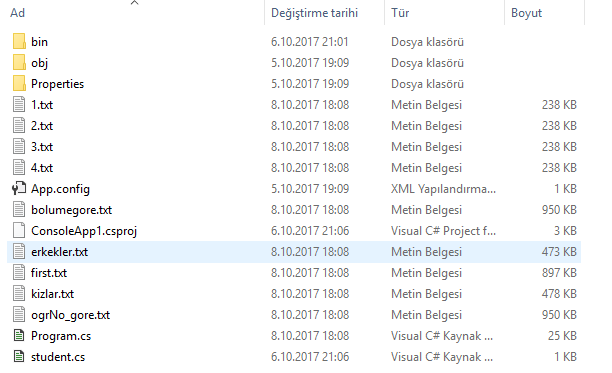 Ad Değiştirme tarihi Tür Boyut
bin 6.10.2017 21:01 Dosya klasörü
obj 5.10.2017 19:09 Dosya klasörü
Properties 5.10.2017 19:09 Dosya klasörü
1.txt 8.10.2017 18:08 Metin Belgesi 238 KB
2.txt 8.10.2017 18:08 Metin Belgesi 238 KB
3.txt 8.10.2017 18:08 Metin Belgesi 238 KB
4.txt 8.10.2017 18:08 Metin Belgesi 238 KB
App.config 5.10.2017 19:09 XML Yapılandırma... 1 KB
bolumegore.txt 8.10.2017 18:08 Metin Belgesi 950 KB
ConsoleApp1.csproj 6.10.2017 21:06 Visual C# Project f... 3 KB
erkekler.txt 8.10.2017 18:08 Metin Belgesi 473 KB
first.txt 8.10.2017 18:08 Metin Belgesi 897 KB
kizlar.txt 8.10.2017 18:08 Metin Belgesi 478 KB
ogrNo_gore.txt 8.10.2017 18:08 Metin Belgesi 950 KB
Program.cs 8.10.2017 18:08 Visual C# Kaynak ... 25 KB
student.cs 6.10.2017 21:06 Visual C# Kaynak ... 1 KB